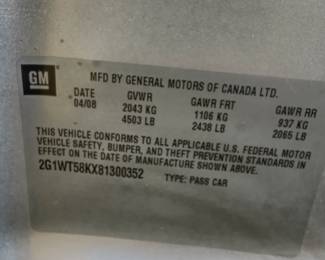 GM
MFD BY GENERAL MOTORS OF CANADA LTD.
DATE GVWR GAWR FRT GAWR RR
04/08 2043 KG 1106 KG 937 KG
4503 LB 2438 LB 2065 LB
THIS VEHICLE CONFORMS TO ALL APPLICABLE U.S. FEDERAL MOTOR
VEHICLE SAFETY, BUMPER, AND THEFT PREVENTION STANDARDS IN
EFFECT ON THE DATE OF MANUFACTURE SHOWN ABOVE.
2G1WT58KX81300352 TYPE: PASS CAR